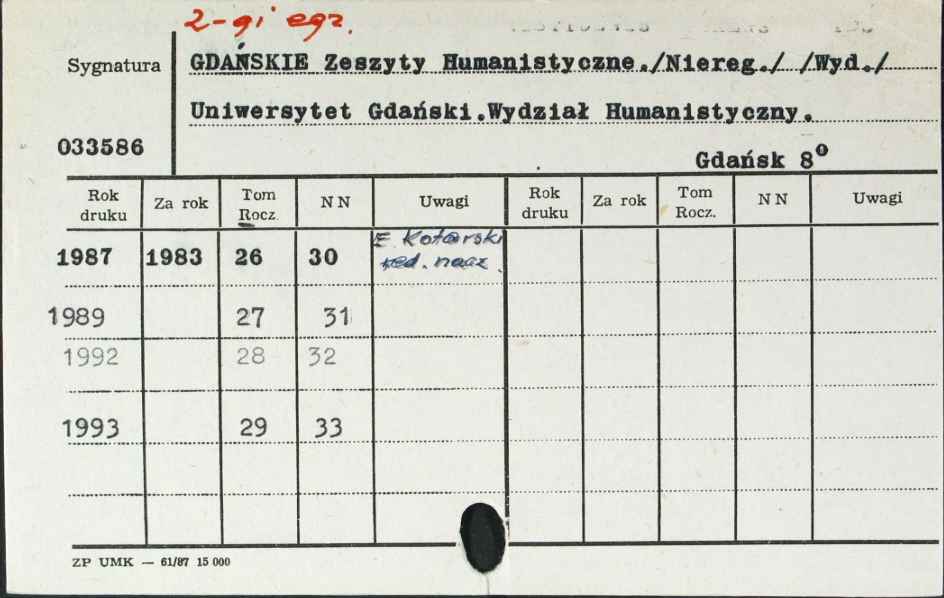 2-gi egz.
Sygnatura GDAŃSKIE Zeszyty Humanistyczne./Niereg./ /Wyd./
Uniwersytet Gdański.Wydział Humanistyczny.
033586
Gdańsk 8°
Rok druku Za rok Tom Rocz. N N Uwagi Rok druku Za rok Tom Rocz. N N Uwagi
1987 1983 26 30 E. Kotarski red. nacz.
1989 27 31
1992 28 32
1993 29 33
ZP UMK — 61/87 15 000